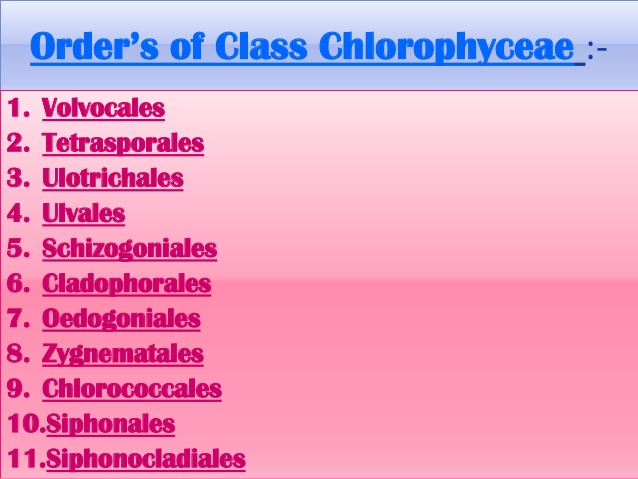 Order’s of Class Chlorophyceae :-
1. Volvocales
2. Tetrasporales
3. Ulotrichales
4. Ulvales
5. Schizogoniales
6. Cladophorales
7. Oedogoniales
8. Zygnematales
9. Chlorococcales
10.Siphonales
11.Siphonocladiales